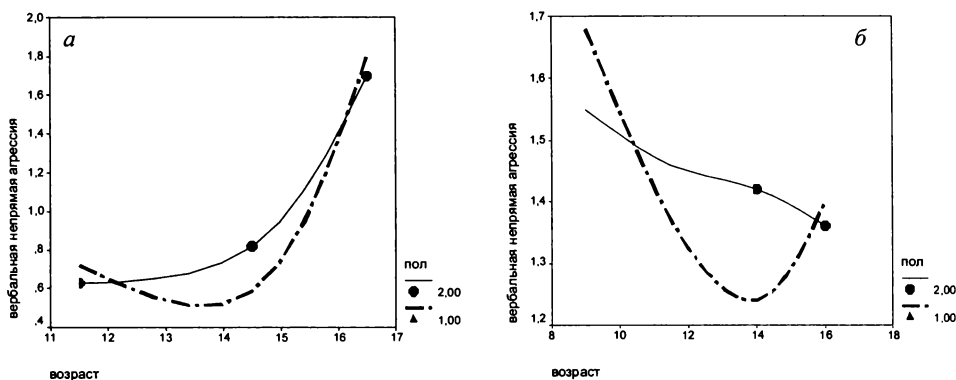 а
2,0
1,8
1,6
1,4
1,2
1,0
,8
,6
,4
11 12 13 14 15 16 17
вербальная непрямая агрессия
возраст
пол
2,00
1,00
б
1,7
1,6
1,5
1,4
1,3
1,2
8 10 12 14 16 18
вербальная непрямая агрессия
возраст
пол
2,00
1,00